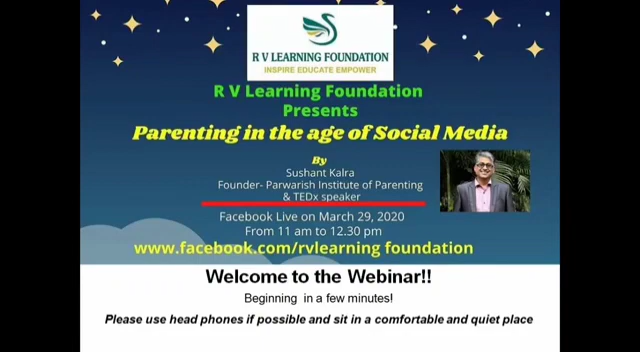 R V LEARNING FOUNDATION
INSPIRE EDUCATE EMPOWER
R V Learning Foundation
Presents
Parenting in the age of Social Media
By
Sushant Kalra
Founder- Parwarish Institute of Parenting
& TEDx speaker
Facebook Live on March 29, 2020
From 11 am to 12.30 pm
www.facebook.com/rvlearning foundation
Welcome to the Webinar!!
Beginning in a few minutes!
Please use head phones if possible and sit in a comfortable and quiet place